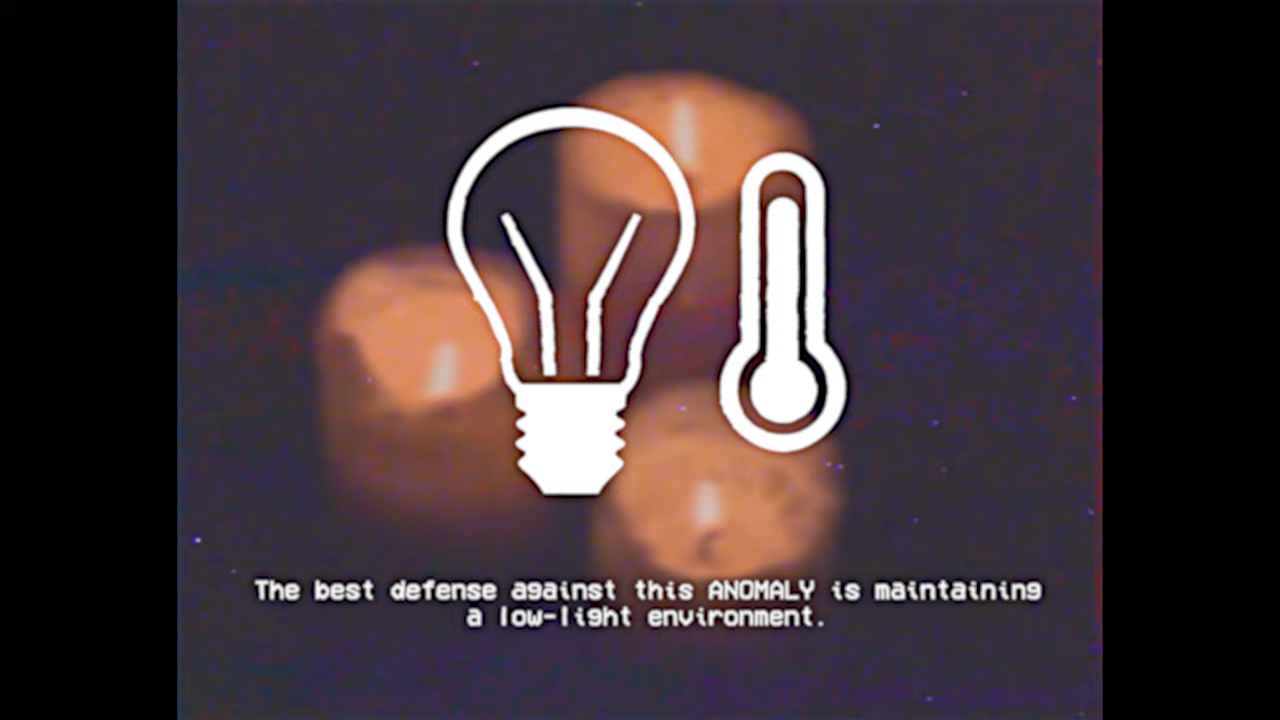 The best defense against this ANOMALY is maintaining
a low-light environment.